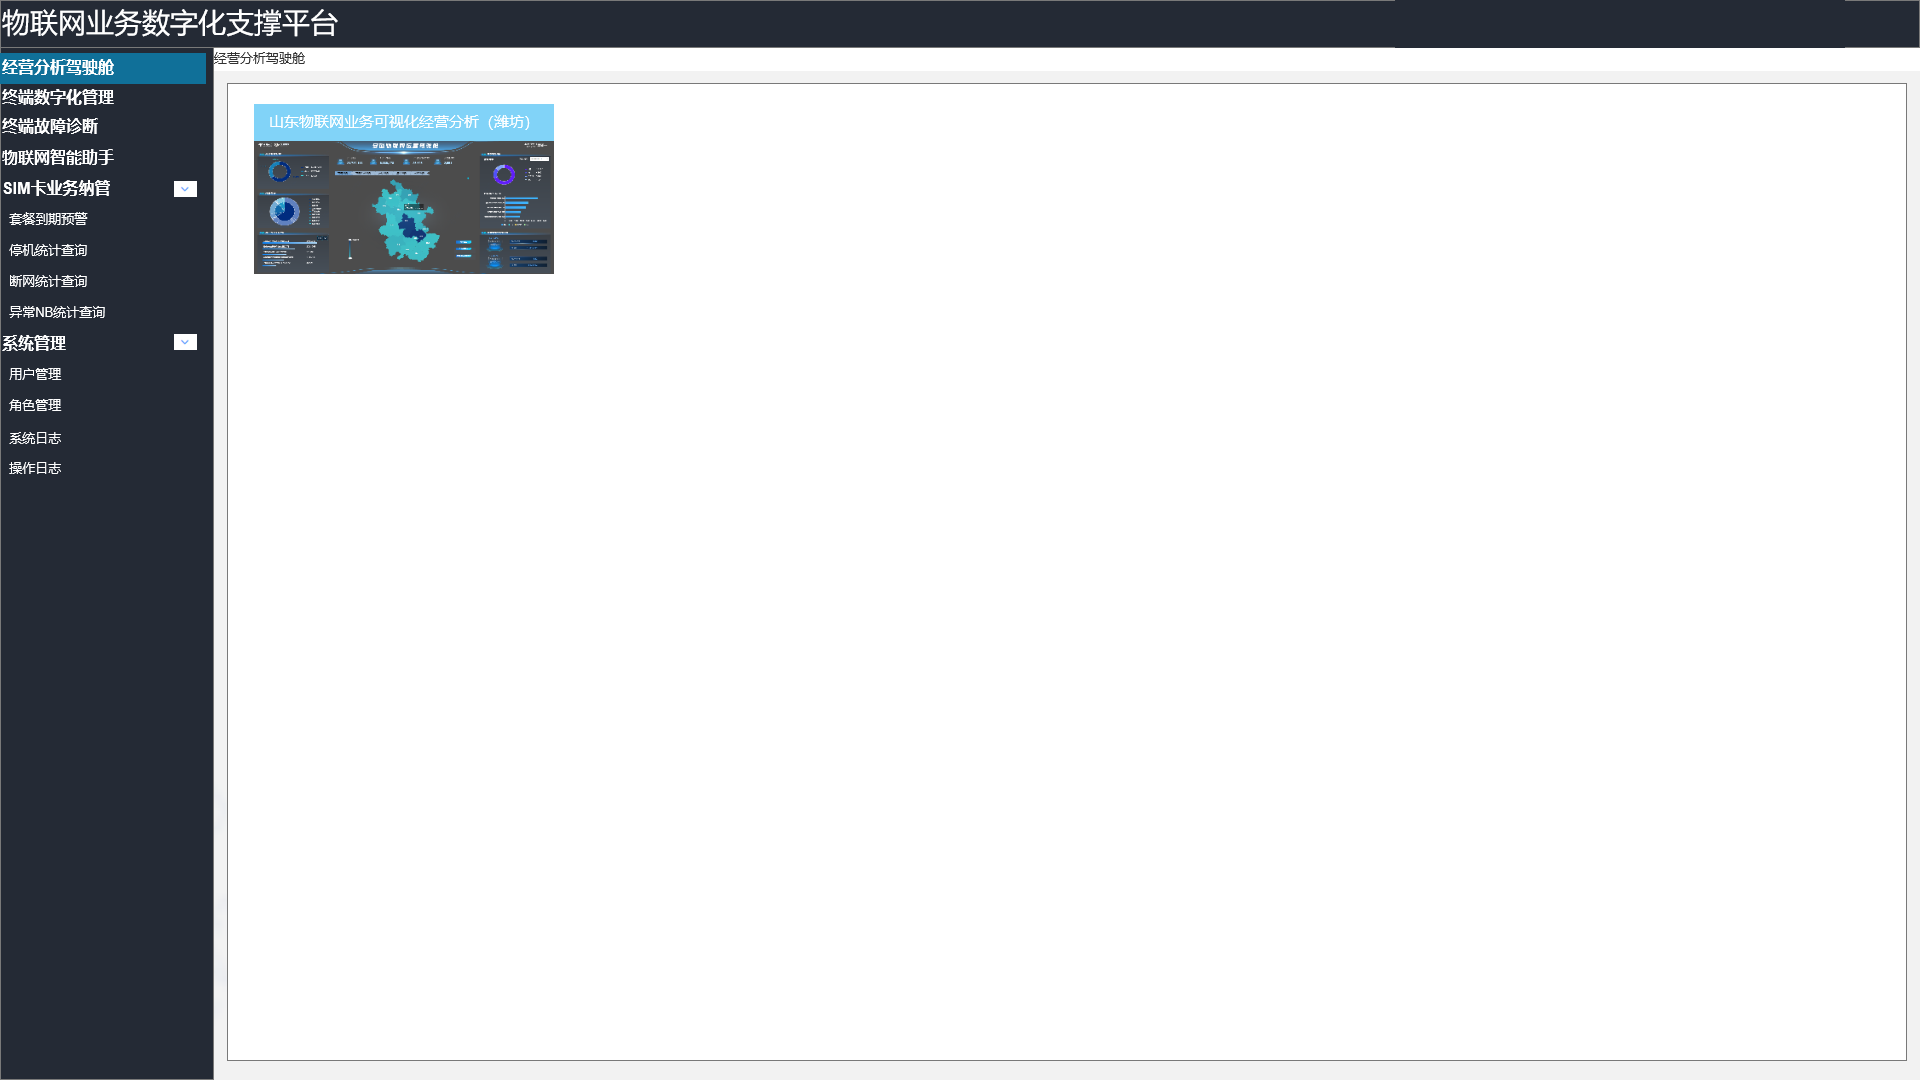 物联网业务数字化支撑平台
经营分析驾驶舱
经营分析驾驶舱
终端数字化管理
终端故障诊断
物联网智能助手
SIM卡业务纳管
套餐到期预警
停机统计查询
断网统计查询
异常NB统计查询
系统管理
用户管理
角色管理
系统日志
操作日志
山东物联网业务可视化经营分析（潍坊）